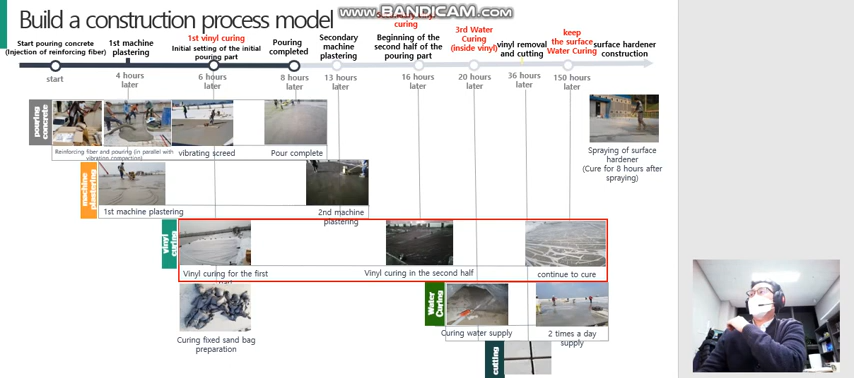 Build a construction process model
www.BANDICAM.com
curing
Start pouring concrete
(Injection of reinforcing fiber)
1st machine
plastering
1st vinyl curing
Initial setting of the initial
pouring part
Pouring
completed
Secondary
machine
plastering
Beginning of the
second half of the
pouring part
3rd Water
Curing
(inside vinyl)
vinyl removal
and cutting
keep
the surface
Water Curing
surface hardener
construction
start
4 hours
later
6 hours
later
8 hours
later
13 hours
later
16 hours
later
20 hours
later
36 hours
later
150 hours
later
pouring
concrete
Reinforcing fiber and pouring (in parallel with
vibrating compaction)
vibrating screed
Pour complete
Spraying of surface
hardener
(Cure for 8 hours after
spraying)
machine
plastering
1st machine plastering
2nd machine
plastering
vinyl
curing
Vinyl curing for the first
Vinyl curing in the second half
continue to cure
Curing fixed sand bag
preparation
Water
Curing
Curing water supply
2 times a day
supply
cutting